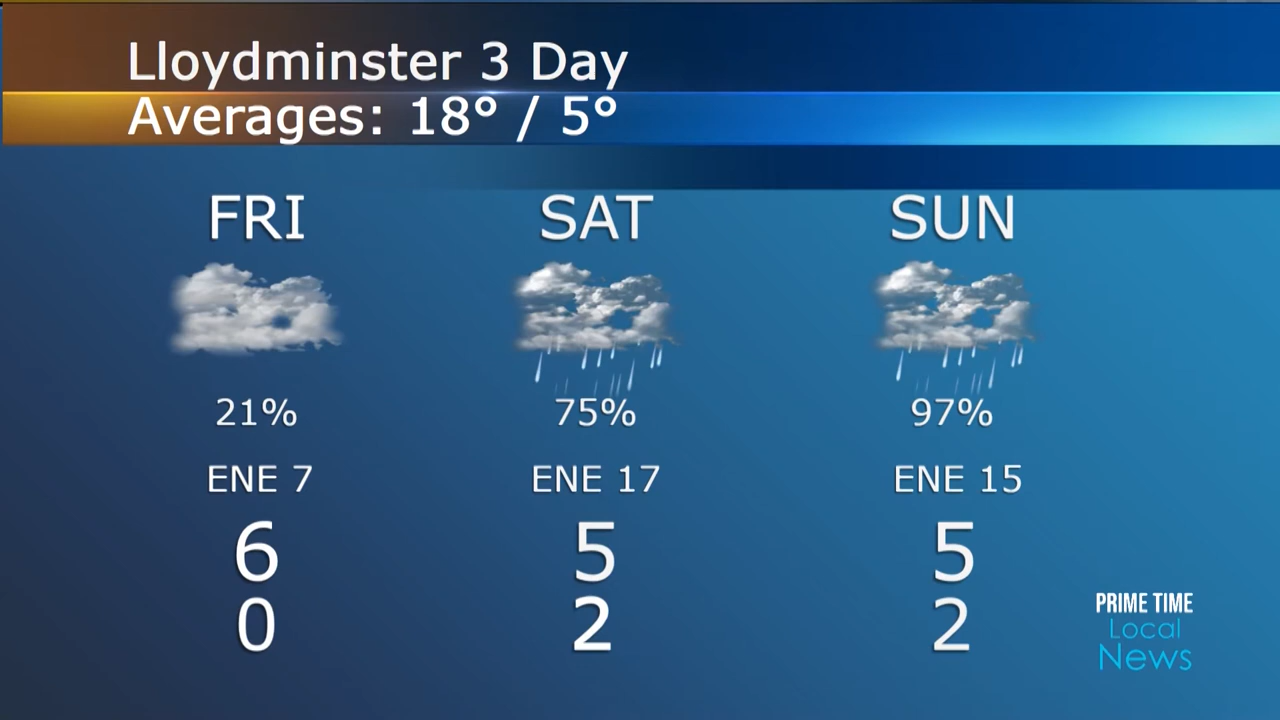 Lloydminster 3 Day
Averages: 18° / 5°
FRI SAT SUN
21% 75% 97%
ENE 7 ENE 17 ENE 15
6 5 5
0 2 2
PRIME TIME
Local
News